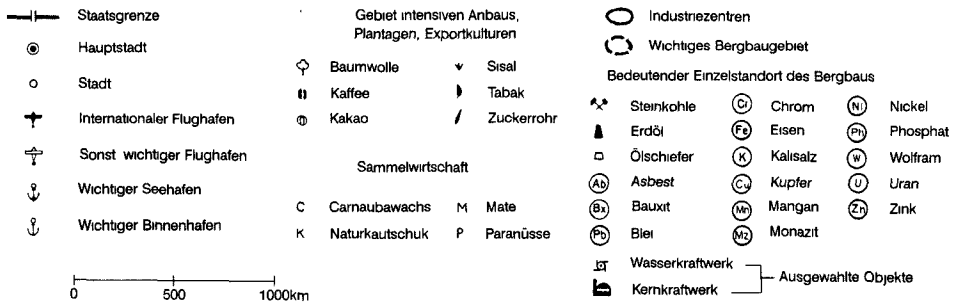 Staatsgrenze
Hauptstadt
Stadt
Internationaler Flughafen
Sonst wichtiger Flughafen
Wichtiger Seehafen
Wichtiger Binnenhafen
0 500 1000km
Gebiet intensiven Anbaus,
Plantagen, Exportkulturen
Baumwolle Sisal
Kaffee Tabak
Kakao Zuckerrohr
Sammelwirtschaft
C Carnaubawachs M Mate
K Naturkautschuk P Paranüsse
Industriezentren
Wichtiges Bergbaugebiet
Bedeutender Einzelstandort des Bergbaus
Steinkohle Cr Chrom Ni Nickel
Erdöl Fe Eisen Ph Phosphat
Ölschiefer K Kalisalz W Wolfram
Ab Asbest Cu Kupfer U Uran
Bx Bauxit Mn Mangan Zn Zink
Pb Blei Mz Monazit
Wasserkraftwerk
Kernkraftwerk
Ausgewählte Objekte